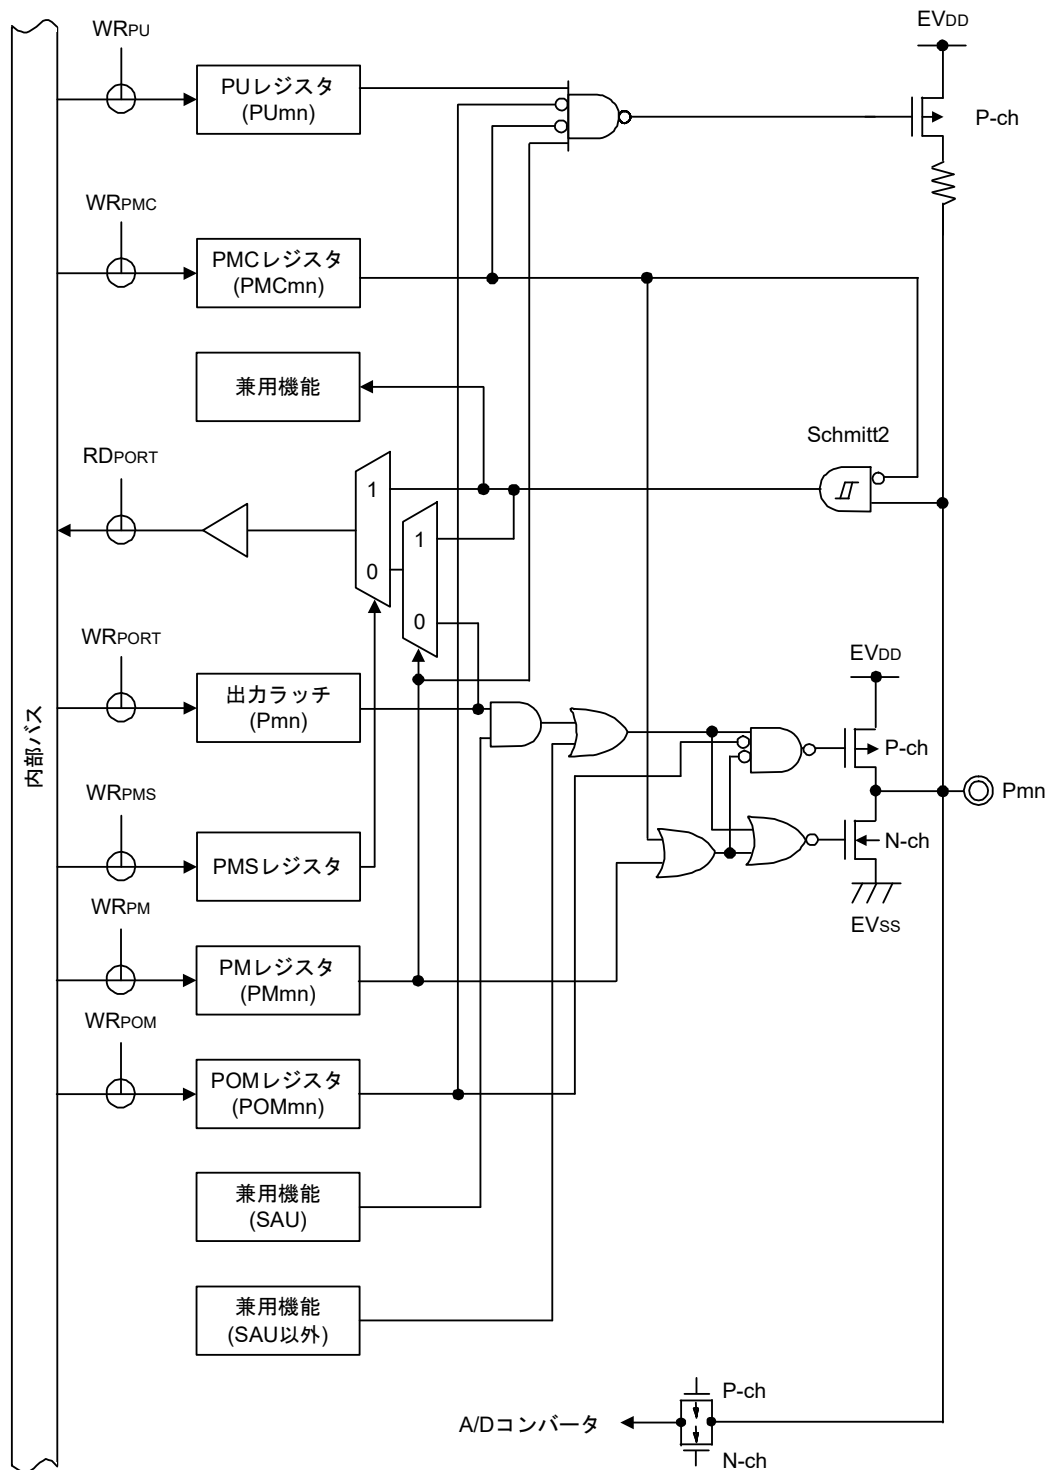 WRPU
EVDD
PUレジスタ
(PUmn)
P-ch
WRPMC
PMCレジスタ
(PMCmn)
兼用機能
Schmitt2
RDPORT
1
0
1
0
WRPORT
出力ラッチ
(Pmn)
EVDD
P-ch
Pmn
内部バス
WRPMS
PMSレジスタ
N-ch
EVSS
WRPM
PMレジスタ
(PMmn)
WRPOM
POMレジスタ
(POMmn)
兼用機能
(SAU)
兼用機能
(SAU以外)
P-ch
A/Dコンバータ
N-ch